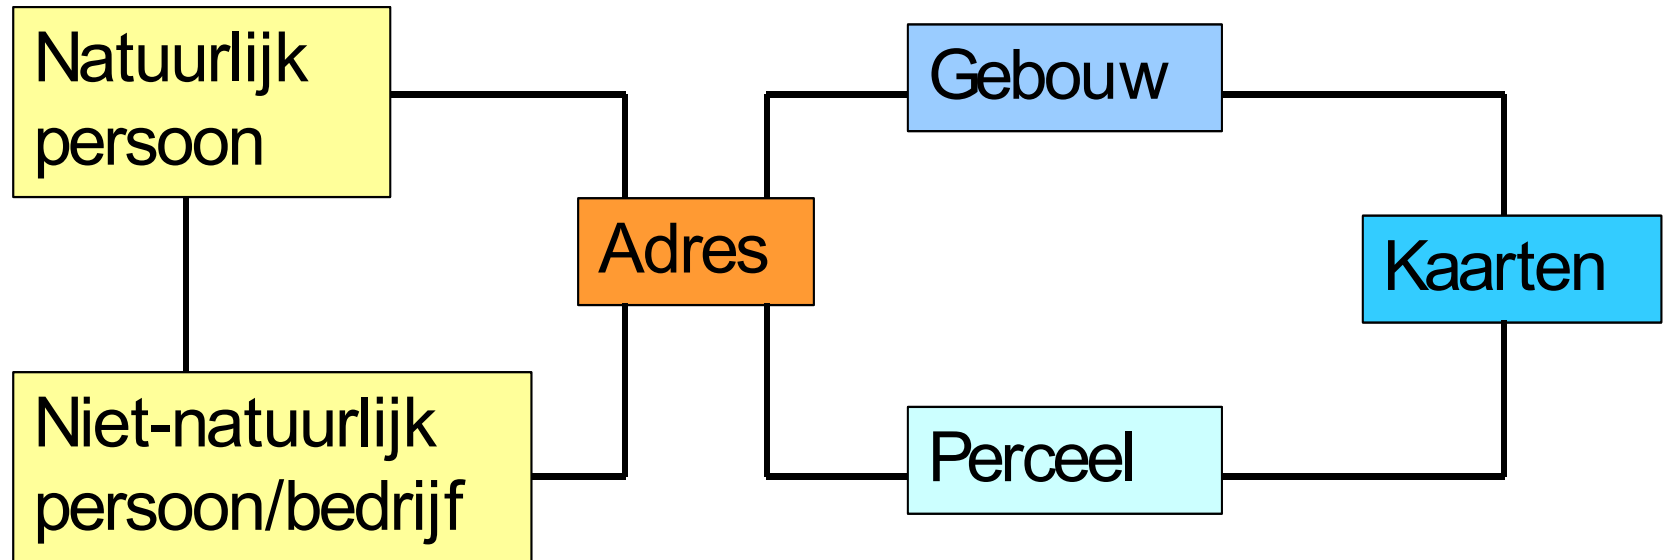 Natuurlijk
persoon
Gebouw
Adres
Kaarten
Niet-natuurlijk
persoon/bedrijf
Perceel